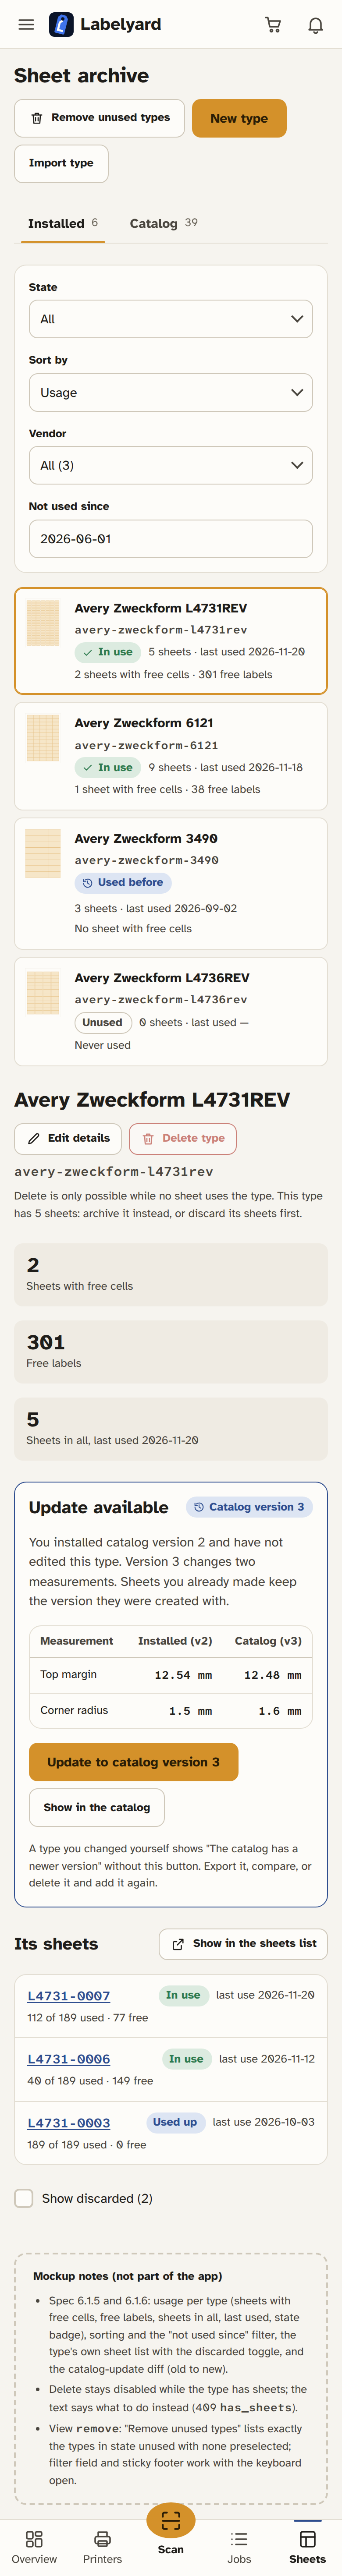 Labelyard
Sheet archive
Remove unused types
New type
Import type
Installed 6
Catalog 39
State
All
Sort by
Usage
Vendor
All (3)
Not used since
2026-06-01
Avery Zweckform L4731REV
avery-zweckform-l4731rev
In use 5 sheets · last used 2026-11-20
2 sheets with free cells · 301 free labels
Avery Zweckform 6121
avery-zweckform-6121
In use 9 sheets · last used 2026-11-18
1 sheet with free cells · 38 free labels
Avery Zweckform 3490
avery-zweckform-3490
Used before
3 sheets · last used 2026-09-02
No sheet with free cells
Avery Zweckform L4736REV
avery-zweckform-l4736rev
Unused 0 sheets · last used —
Never used
Avery Zweckform L4731REV
Edit details
Delete type
avery-zweckform-l4731rev
Delete is only possible while no sheet uses the type. This type
has 5 sheets: archive it instead, or discard its sheets first.
2
Sheets with free cells
301
Free labels
5
Sheets in all, last used 2026-11-20
Update available
Catalog version 3
You installed catalog version 2 and have not
edited this type. Version 3 changes two
measurements. Sheets you already made keep
the version they were created with.
Measurement Installed (v2) Catalog (v3)
Top margin 12.54 mm 12.48 mm
Corner radius 1.5 mm 1.6 mm
Update to catalog version 3
Show in the catalog
A type you changed yourself shows "The catalog has a
newer version" without this button. Export it, compare, or
delete it and add it again.
Its sheets
Show in the sheets list
L4731-0007 In use last use 2026-11-20
112 of 189 used · 77 free
L4731-0006 In use last use 2026-11-12
40 of 189 used · 149 free
L4731-0003 Used up last use 2026-10-03
189 of 189 used · 0 free
Show discarded (2)
Mockup notes (not part of the app)
• Spec 6.1.5 and 6.1.6: usage per type (sheets with
free cells, free labels, sheets in all, last used, state
badge), sorting and the "not used since" filter, the
type's own sheet list with the discarded toggle, and
the catalog-update diff (old to new).
• Delete stays disabled while the type has sheets; the
text says what to do instead (409 has_sheets).
• View remove: "Remove unused types" lists exactly
the types in state unused with none preselected;
filter field and sticky footer work with the keyboard
open.
Overview
Printers
Scan
Jobs
Sheets